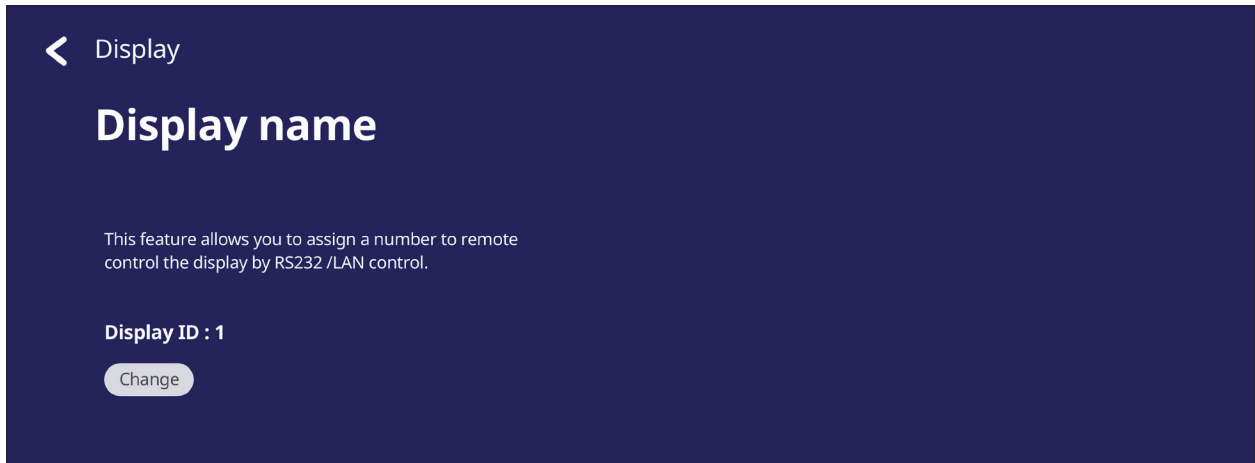 Display
Display name
This feature allows you to assign a number to remote
control the display by RS232 /LAN control.
Display ID : 1
Change